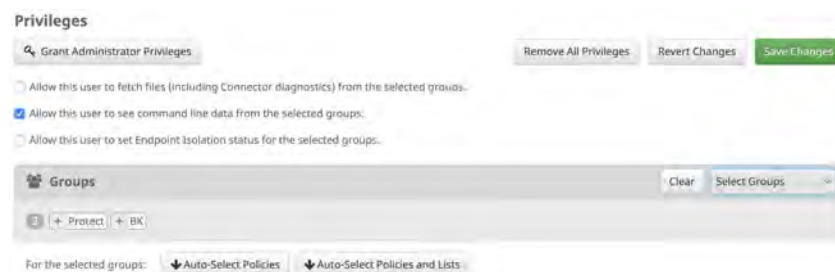 Privileges
Grant Administrator Privileges Remove All Privileges Revert Changes Save Changes
Allow this user to fetch files (including Connector diagnostics) from the selected groups.
Allow this user to see command line data from the selected groups.
Allow this user to set Endpoint Isolation status for the selected groups.
Groups Clear Select Groups
+ Protect + BK
For the selected groups: Auto-Select Policies Auto-Select Policies and Lists